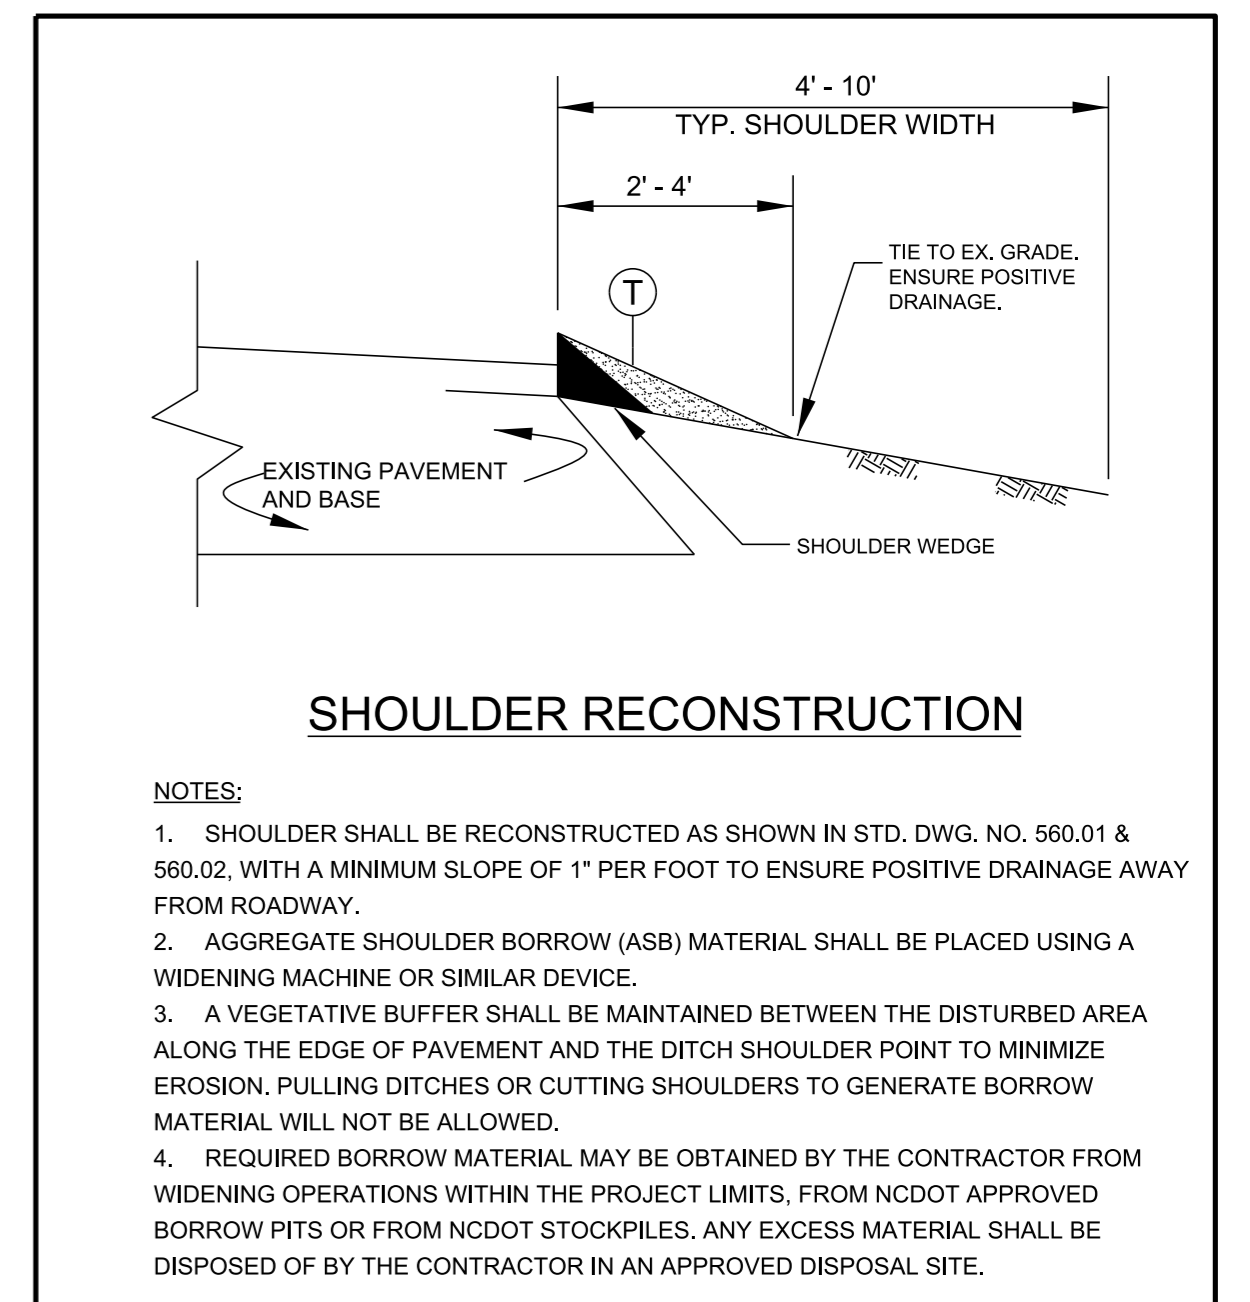 4' - 10'
TYP. SHOULDER WIDTH
2' - 4'
TIE TO EX. GRADE.
ENSURE POSITIVE
DRAINAGE.
T
EXISTING PAVEMENT
AND BASE
SHOULDER WEDGE
SHOULDER RECONSTRUCTION
NOTES:
1. SHOULDER SHALL BE RECONSTRUCTED AS SHOWN IN STD. DWG. NO. 560.01 &
560.02, WITH A MINIMUM SLOPE OF 1" PER FOOT TO ENSURE POSITIVE DRAINAGE AWAY
FROM ROADWAY.
2. AGGREGATE SHOULDER BORROW (ASB) MATERIAL SHALL BE PLACED USING A
WIDENING MACHINE OR SIMILAR DEVICE.
3. A VEGETATIVE BUFFER SHALL BE MAINTAINED BETWEEN THE DISTURBED AREA
ALONG THE EDGE OF PAVEMENT AND THE DITCH SHOULDER POINT TO MINIMIZE
EROSION. PULLING DITCHES OR CUTTING SHOULDERS TO GENERATE BORROW
MATERIAL WILL NOT BE ALLOWED.
4. REQUIRED BORROW MATERIAL MAY BE OBTAINED BY THE CONTRACTOR FROM
WIDENING OPERATIONS WITHIN THE PROJECT LIMITS, FROM NCDOT APPROVED
BORROW PITS OR FROM NCDOT STOCKPILES. ANY EXCESS MATERIAL SHALL BE
DISPOSED OF BY THE CONTRACTOR IN AN APPROVED DISPOSAL SITE.